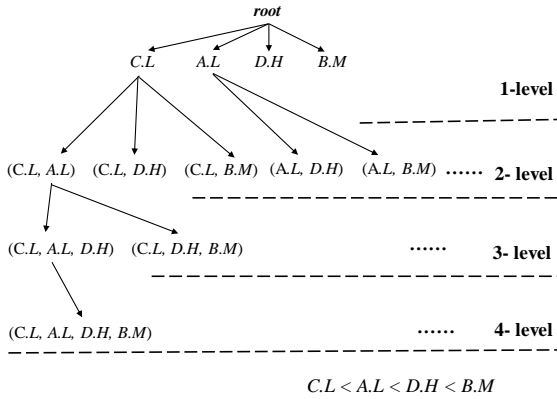 root
C.L A.L D.H B.M
1-level
(C.L, A.L) (C.L, D.H) (C.L, B.M) (A.L, D.H) (A.L, B.M) ...... 2- level
(C.L, A.L, D.H) (C.L, D.H, B.M) ...... 3- level
(C.L, A.L, D.H, B.M) ...... 4- level
C.L < A.L < D.H < B.M